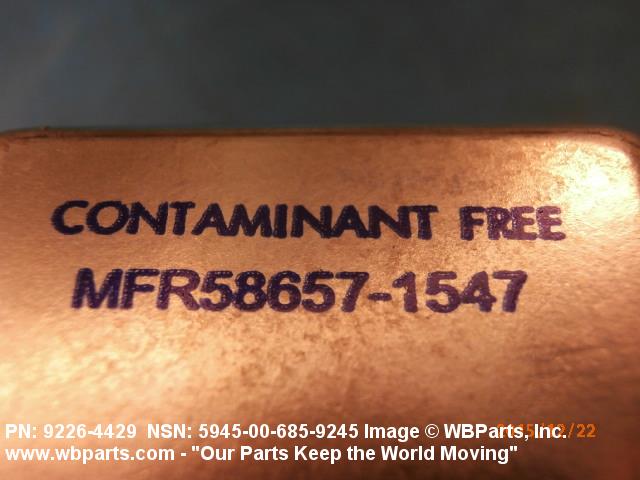 CONTAMINANT FREE
MFR58657-1547
PN: 9226-4429 NSN: 5945-00-685-9245 Image © WBParts, Inc.
www.wbparts.com - "Our Parts Keep the World Moving"